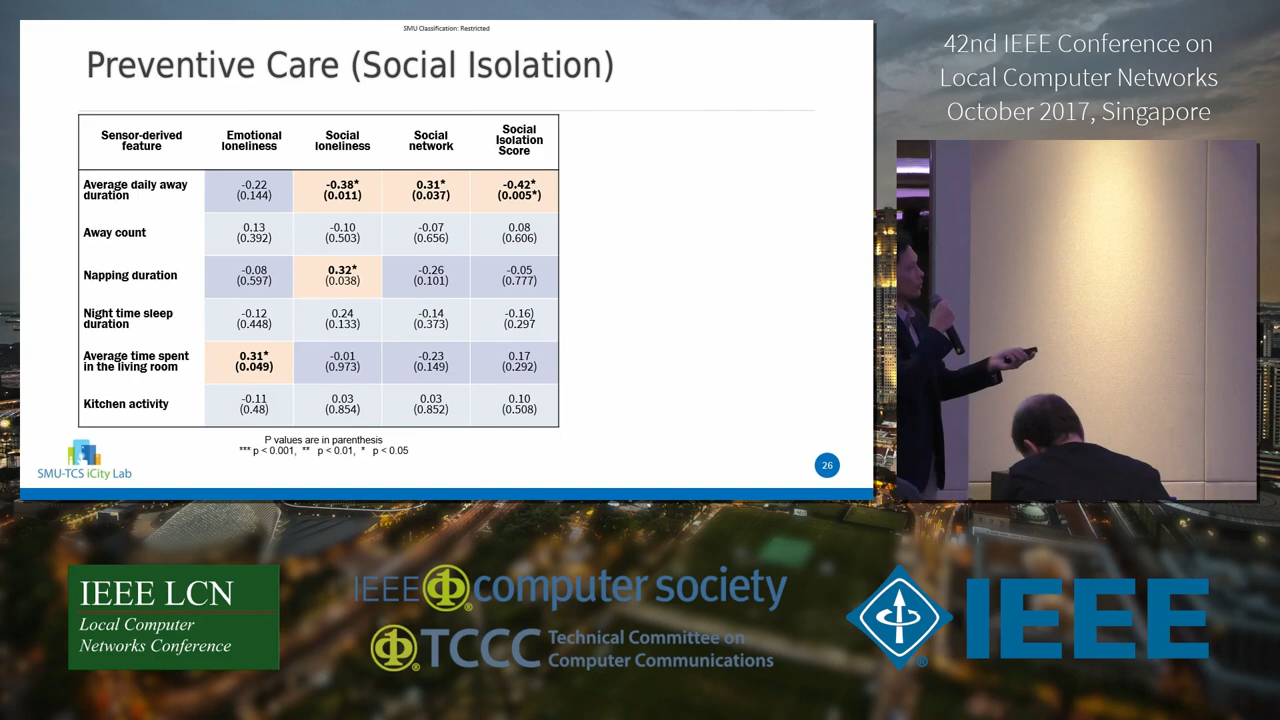 SMU Classification: Restricted
Preventive Care (Social Isolation)
Sensor-derived feature
Emotional loneliness
Social loneliness
Social network
Social Isolation Score
Average daily away duration
-0.22 (0.144)
-0.38* (0.011)
0.31* (0.037)
-0.42* (0.005*)
Away count
0.13 (0.392)
-0.10 (0.503)
-0.07 (0.656)
0.08 (0.606)
Napping duration
-0.08 (0.597)
0.32* (0.038)
-0.26 (0.101)
-0.05 (0.777)
Night time sleep duration
-0.12 (0.448)
0.24 (0.133)
-0.14 (0.373)
-0.16) (0.297
Average time spent in the living room
0.31* (0.049)
-0.01 (0.973)
-0.23 (0.149)
0.17 (0.292)
Kitchen activity
-0.11 (0.48)
0.03 (0.854)
0.03 (0.852)
0.10 (0.508)
P values are in parenthesis
*** p < 0.001, ** p < 0.01, * p < 0.05
SMU-TCS iCity Lab
26
42nd IEEE Conference on
Local Computer Networks
October 2017, Singapore
IEEE LCN
Local Computer
Networks Conference
IEEE computer society
TCCC Technical Committee on
Computer Communications
IEEE